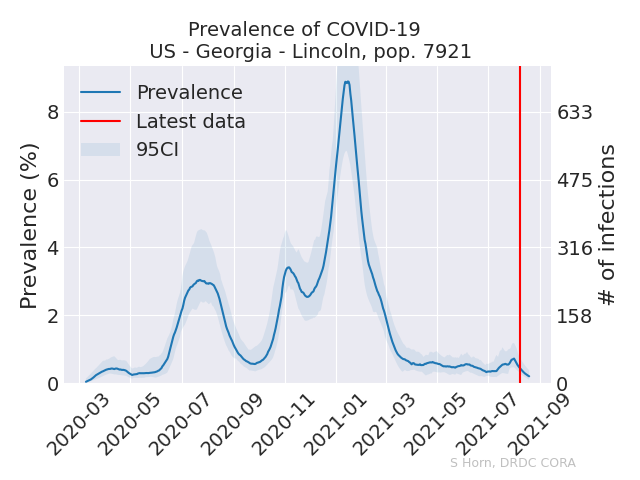 Prevalence of COVID-19
US - Georgia - Lincoln, pop. 7921
Prevalence
Latest data
95CI
Prevalence (%)
8
6
4
2
0
# of infections
633
475
316
158
0
2020-03
2020-05
2020-07
2020-09
2020-11
2021-01
2021-03
2021-05
2021-07
2021-09
S Horn, DRDC CORA